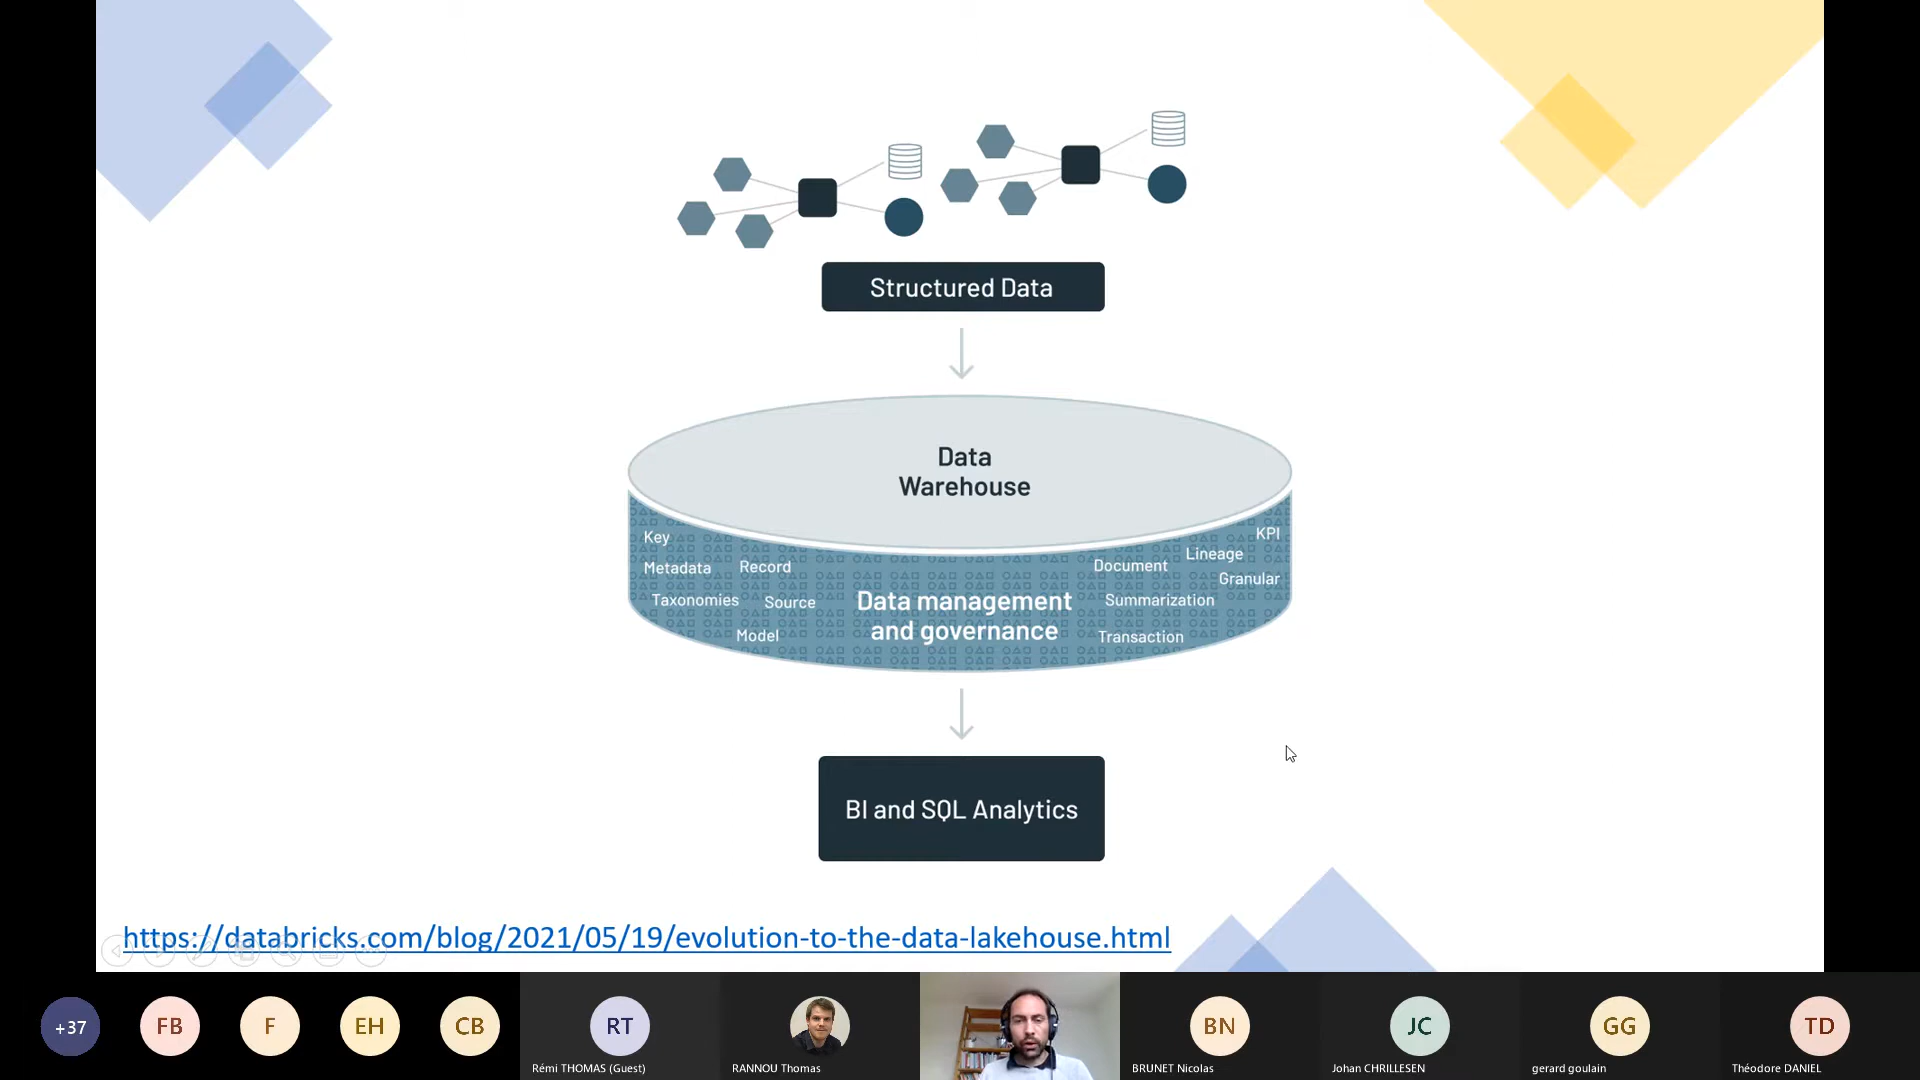 Structured Data
Data
Warehouse
Key
KPI
Lineage
Metadata
Record
Document
Granular
Taxonomies
Source
Data management
and governance
Summarization
Model
Transaction
BI and SQL Analytics
https://databricks.com/blog/2021/05/19/evolution-to-the-data-lakehouse.html
+37
FB
F
EH
CB
RT
BN
JC
GG
TD
Rémi THOMAS (Guest)
RANNOU Thomas
BRUNET Nicolas
Johan CHRILLESEN
gerard goulain
Théodore DANIEL